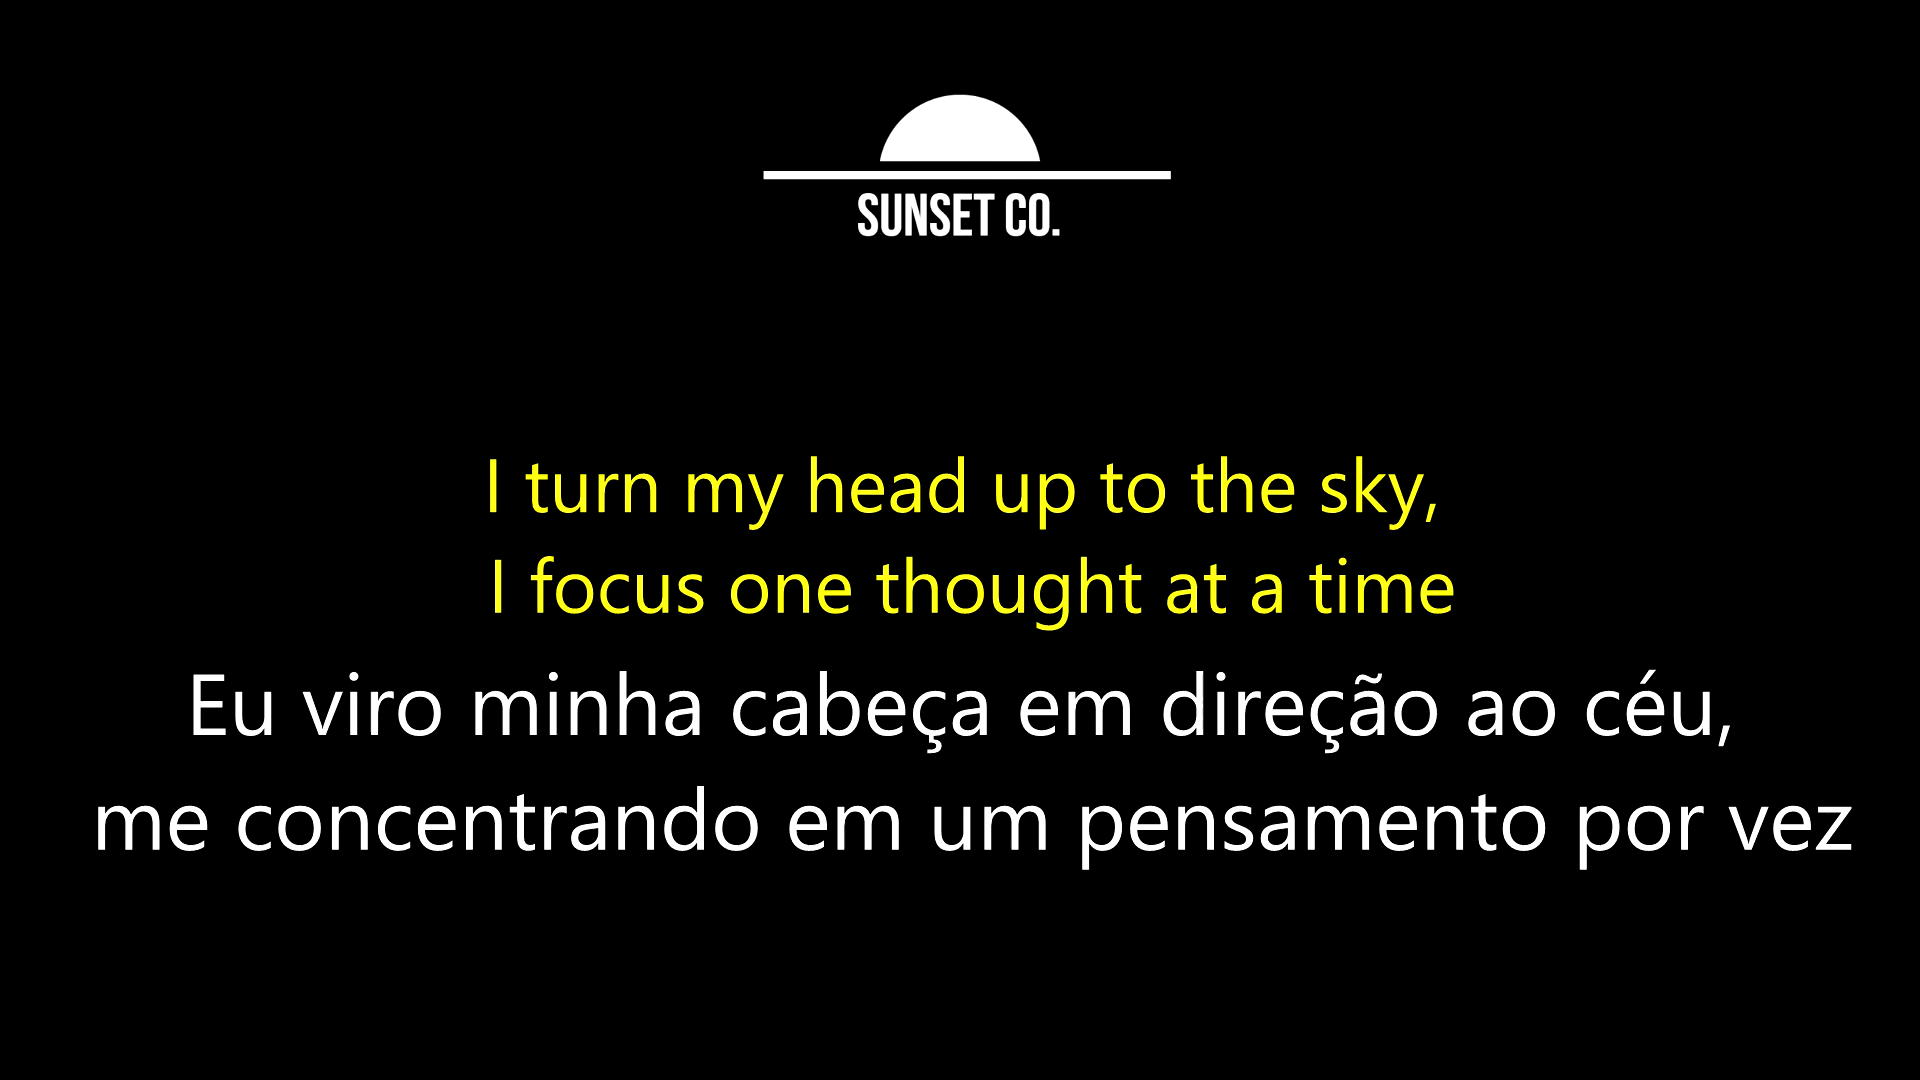 SUNSET CO.
I turn my head up to the sky,
I focus one thought at a time
Eu viro minha cabeça em direção ao céu,
me concentrando em um pensamento por vez